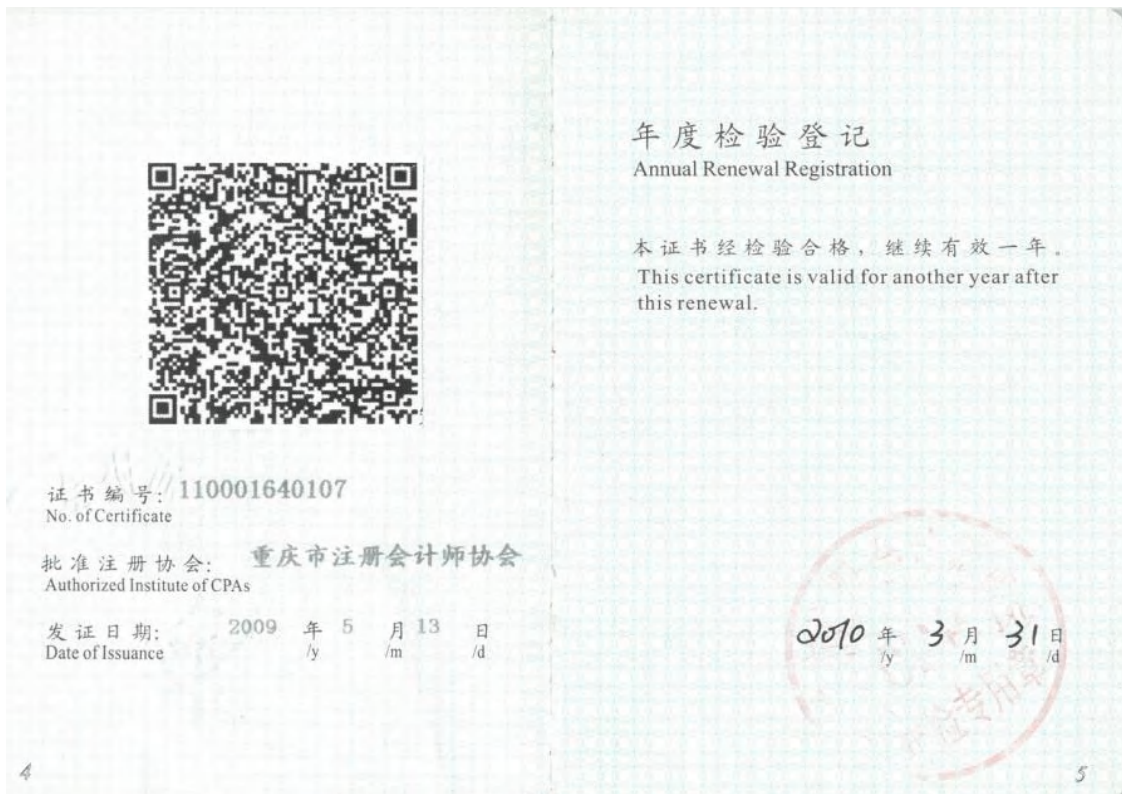 证书编号: 110001640107
No. of Certificate
批准注册协会: 重庆市注册会计师协会
Authorized Institute of CPAs
发证日期: 2009 年 5 月 13 日
Date of Issuance /y /m /d
4
年度检验登记
Annual Renewal Registration
本证书经检验合格，继续有效一年。
This certificate is valid for another year after
this renewal.
2010 年 3 月 31 日
/y /m /d
专用章
5